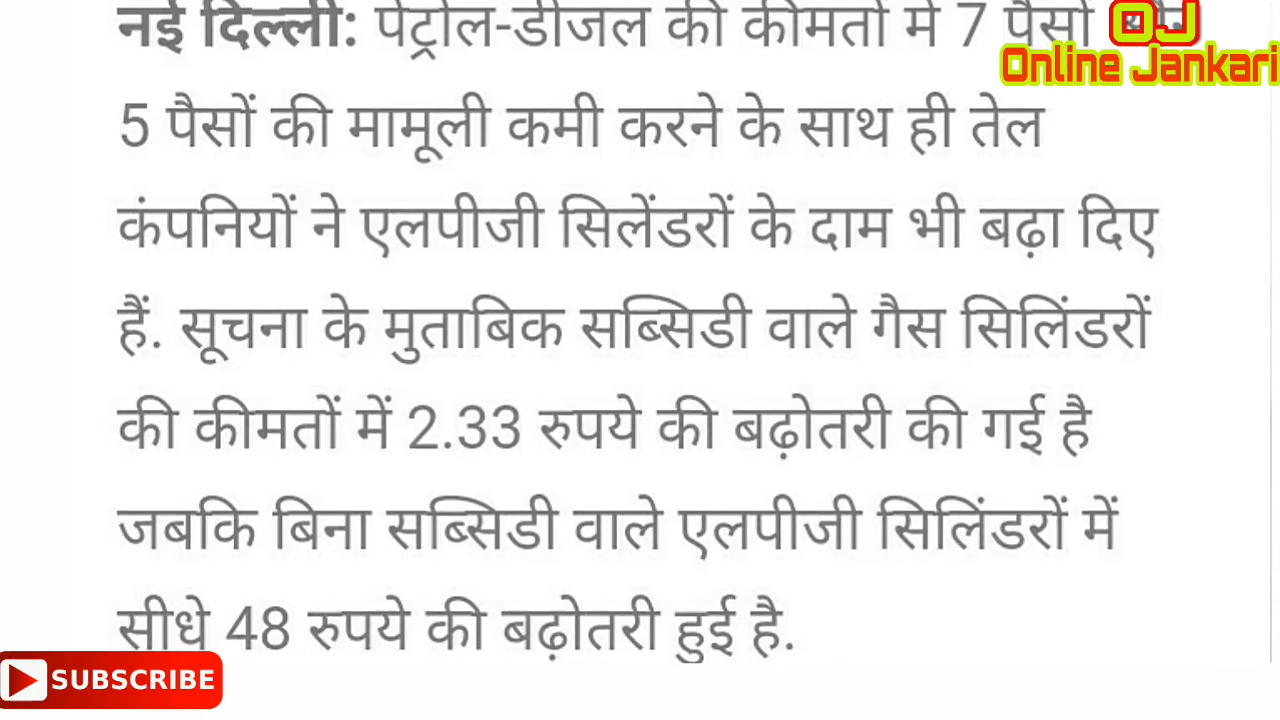 नई दिल्ली: पेट्रोल-डीजल की कीमतों में 7 पैसों
OJ
Online Jankari
5 पैसों की मामूली कमी करने के साथ ही तेल
कंपनियों ने एलपीजी सिलेंडरों के दाम भी बढ़ा दिए
हैं. सूचना के मुताबिक सब्सिडी वाले गैस सिलिंडरों
की कीमतों में 2.33 रुपये की बढ़ोतरी की गई है
जबकि बिना सब्सिडी वाले एलपीजी सिलिंडरों में
सीधे 48 रुपये की बढ़ोतरी हुई है.
SUBSCRIBE